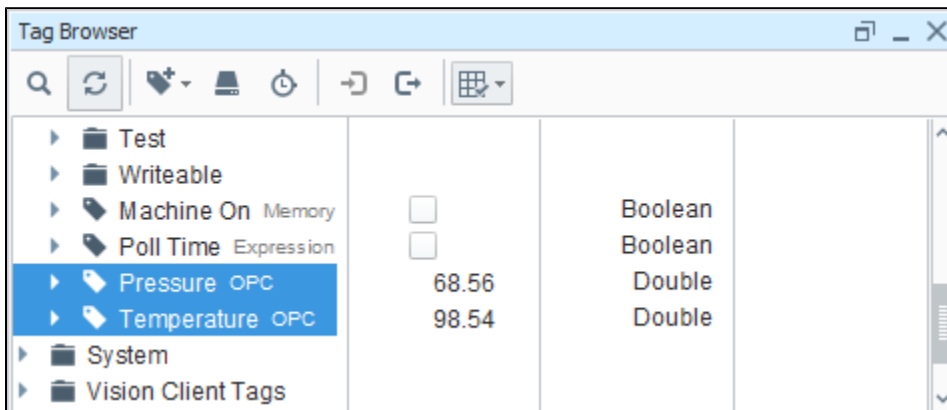 Tag Browser
Test
Writeable
Machine On Memory Boolean
Poll Time Expression Boolean
Pressure OPC 68.56 Double
Temperature OPC 98.54 Double
System
Vision Client Tags